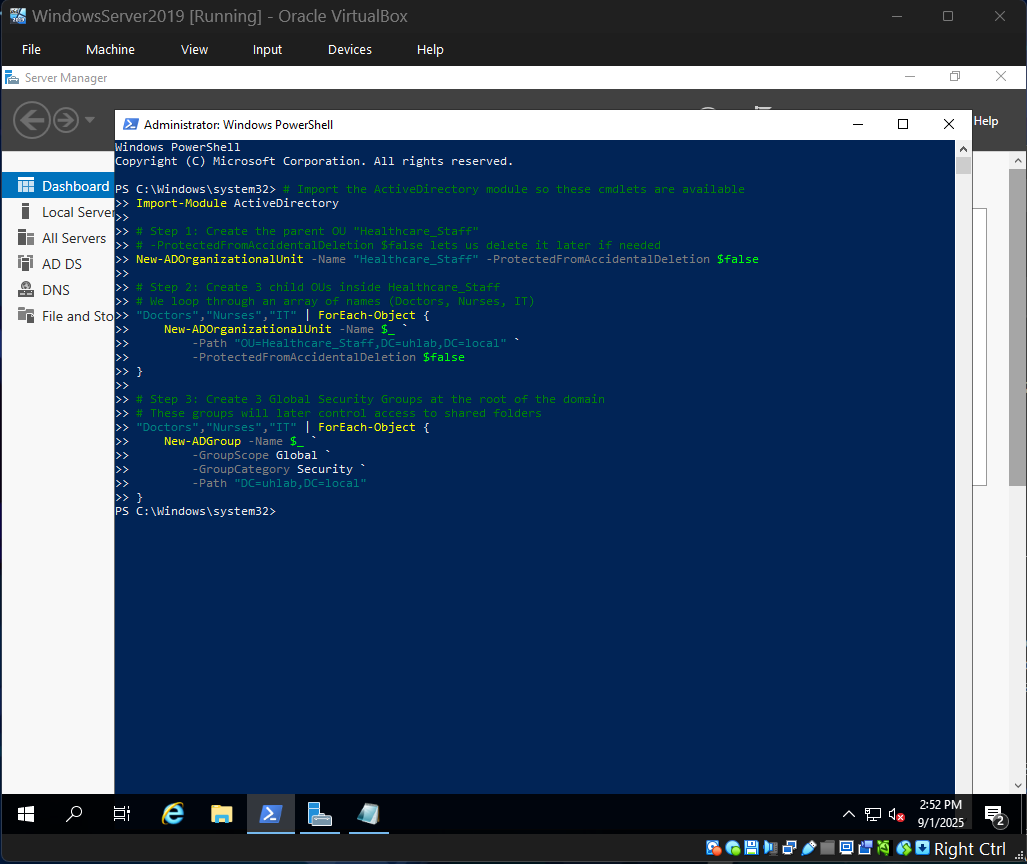 WindowsServer2019 [Running] - Oracle VirtualBox
File Machine View Input Devices Help
Server Manager
Help
Administrator: Windows PowerShell
Dashboard
Local Server
All Servers
AD DS
DNS
File and Sto
Windows PowerShell
Copyright (C) Microsoft Corporation. All rights reserved.
PS C:\Windows\system32> # Import the ActiveDirectory module so these cmdlets are available
>> Import-Module ActiveDirectory
>>
>> # Step 1: Create the parent OU "Healthcare_Staff"
>> # -ProtectedFromAccidentalDeletion $false lets us delete it later if needed
>> New-ADOrganizationalUnit -Name "Healthcare_Staff" -ProtectedFromAccidentalDeletion $false
>>
>> # Step 2: Create 3 child OUs inside Healthcare_Staff
>> # We loop through an array of names (Doctors, Nurses, IT)
>> "Doctors","Nurses","IT" | ForEach-Object {
>>     New-ADOrganizationalUnit -Name $_ `
>>         -Path "OU=Healthcare_Staff,DC=uhlab,DC=local" `
>>         -ProtectedFromAccidentalDeletion $false
>> }
>>
>> # Step 3: Create 3 Global Security Groups at the root of the domain
>> # These groups will later control access to shared folders
>> "Doctors","Nurses","IT" | ForEach-Object {
>>     New-ADGroup -Name $_ `
>>         -GroupScope Global `
>>         -GroupCategory Security `
>>         -Path "DC=uhlab,DC=local"
>> }
PS C:\Windows\system32>
2:52 PM
9/1/2025
2
Right Ctrl